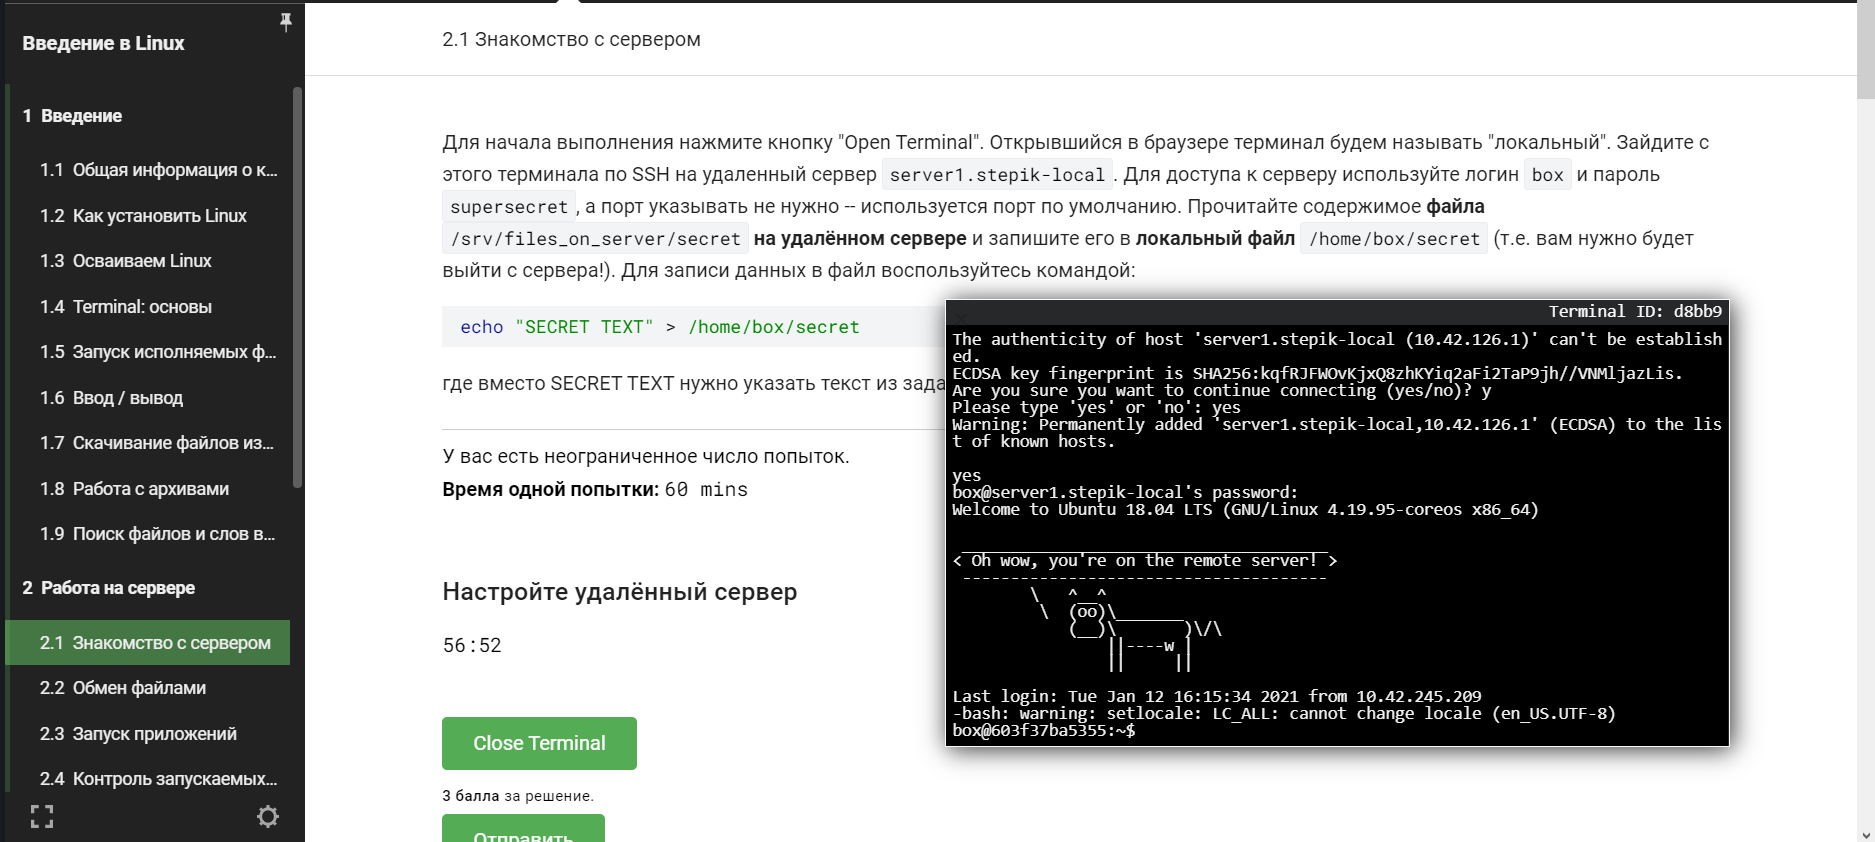 Введение в Linux
1 Введение
1.1 Общая информация о к...
1.2 Как установить Linux
1.3 Осваиваем Linux
1.4 Terminal: основы
1.5 Запуск исполняемых ф...
1.6 Ввод / вывод
1.7 Скачивание файлов из...
1.8 Работа с архивами
1.9 Поиск файлов и слов в...
2 Работа на сервере
2.1 Знакомство с сервером
2.2 Обмен файлами
2.3 Запуск приложений
2.4 Контроль запускаемых...
2.1 Знакомство с сервером
Для начала выполнения нажмите кнопку "Open Terminal". Открывшийся в браузере терминал будем называть "локальный". Зайдите с
этого терминала по SSH на удаленный сервер server1.stepik-local . Для доступа к серверу используйте логин box и пароль
supersecret , а порт указывать не нужно -- используется порт по умолчанию. Прочитайте содержимое файла
/srv/files_on_server/secret на удалённом сервере и запишите его в локальный файл /home/box/secret (т.е. вам нужно будет
выйти с сервера!). Для записи данных в файл воспользуйтесь командой:
echo "SECRET TEXT" > /home/box/secret
где вместо SECRET TEXT нужно указать текст из зада
У вас есть неограниченное число попыток.
Время одной попытки: 60 mins
Настройте удалённый сервер
56:52
Close Terminal
3 балла за решение.
Отправить
Terminal ID: d8bb9
The authenticity of host 'server1.stepik-local (10.42.126.1)' can't be establish
ed.
ECDSA key fingerprint is SHA256:kqfRJFWOvKjxQ8zhKYiq2aFi2TaP9jh//VNMljazLis.
Are you sure you want to continue connecting (yes/no)? y
Please type 'yes' or 'no': yes
Warning: Permanently added 'server1.stepik-local,10.42.126.1' (ECDSA) to the lis
t of known hosts.
yes
box@server1.stepik-local's password:
Welcome to Ubuntu 18.04 LTS (GNU/Linux 4.19.95-coreos x86_64)
< Oh wow, you're on the remote server! >
--------------------------------------
\ ^__^
\ (oo)\_______
(__)\ )\/\
||----w |
|| ||
Last login: Tue Jan 12 16:15:34 2021 from 10.42.245.209
-bash: warning: setlocale: LC_ALL: cannot change locale (en_US.UTF-8)
box@603f37ba5355:~$